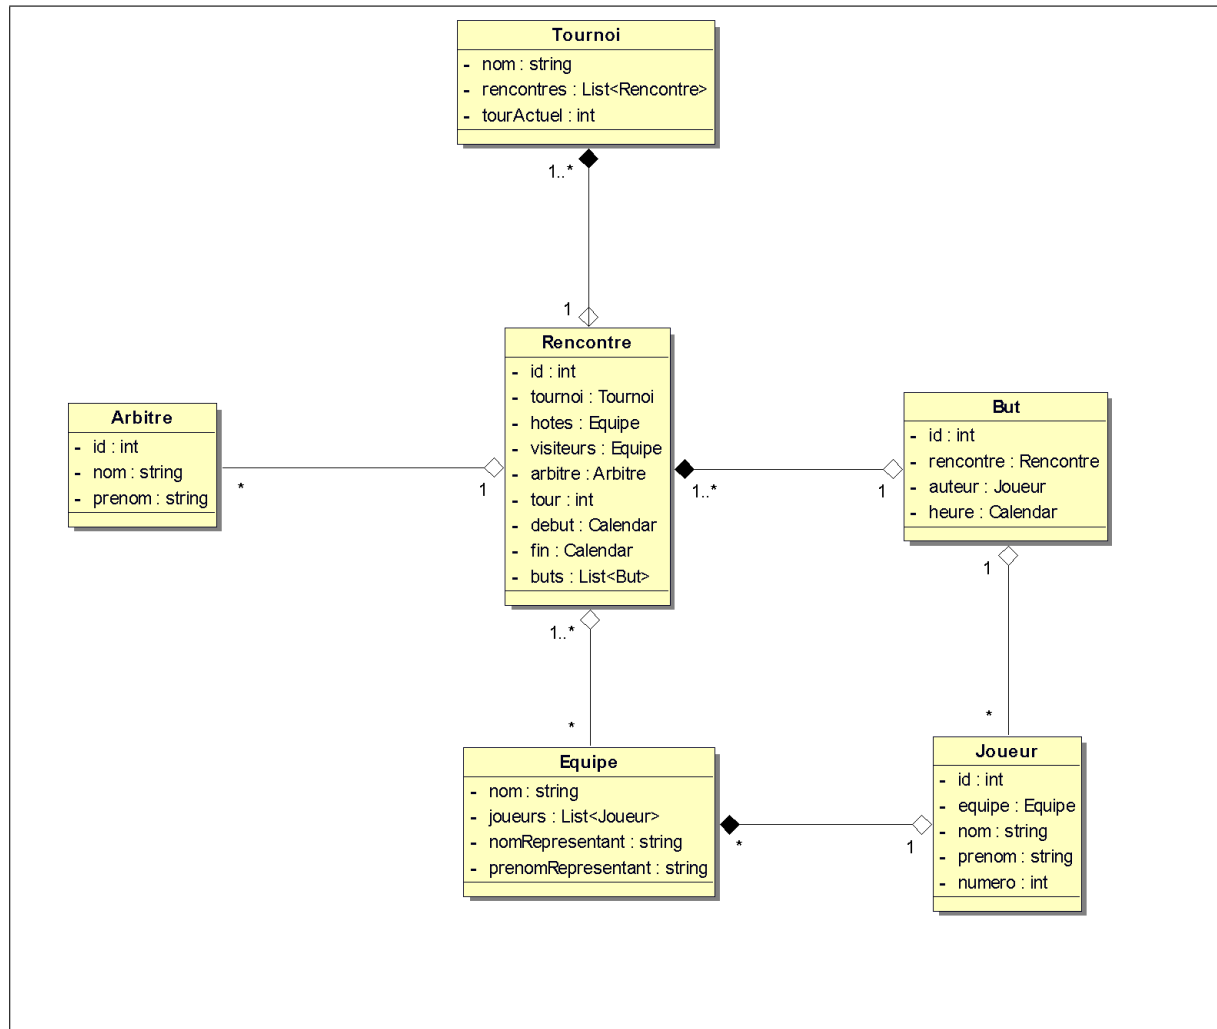 Tournoi
- nom : string
- rencontres : List<Rencontre>
- tourActuel : int
1..*
1
Rencontre
- id : int
- tournoi : Tournoi
- hotes : Equipe
- visiteurs : Equipe
- arbitre : Arbitre
- tour : int
- debut : Calendar
- fin : Calendar
- buts : List<But>
Arbitre
- id : int
- nom : string
- prenom : string
*
1
1..*
1
But
- id : int
- rencontre : Rencontre
- auteur : Joueur
- heure : Calendar
1
*
1..*
*
Equipe
- nom : string
- joueurs : List<Joueur>
- nomRepresentant : string
- prenomRepresentant : string
*
1
Joueur
- id : int
- equipe : Equipe
- nom : string
- prenom : string
- numero : int